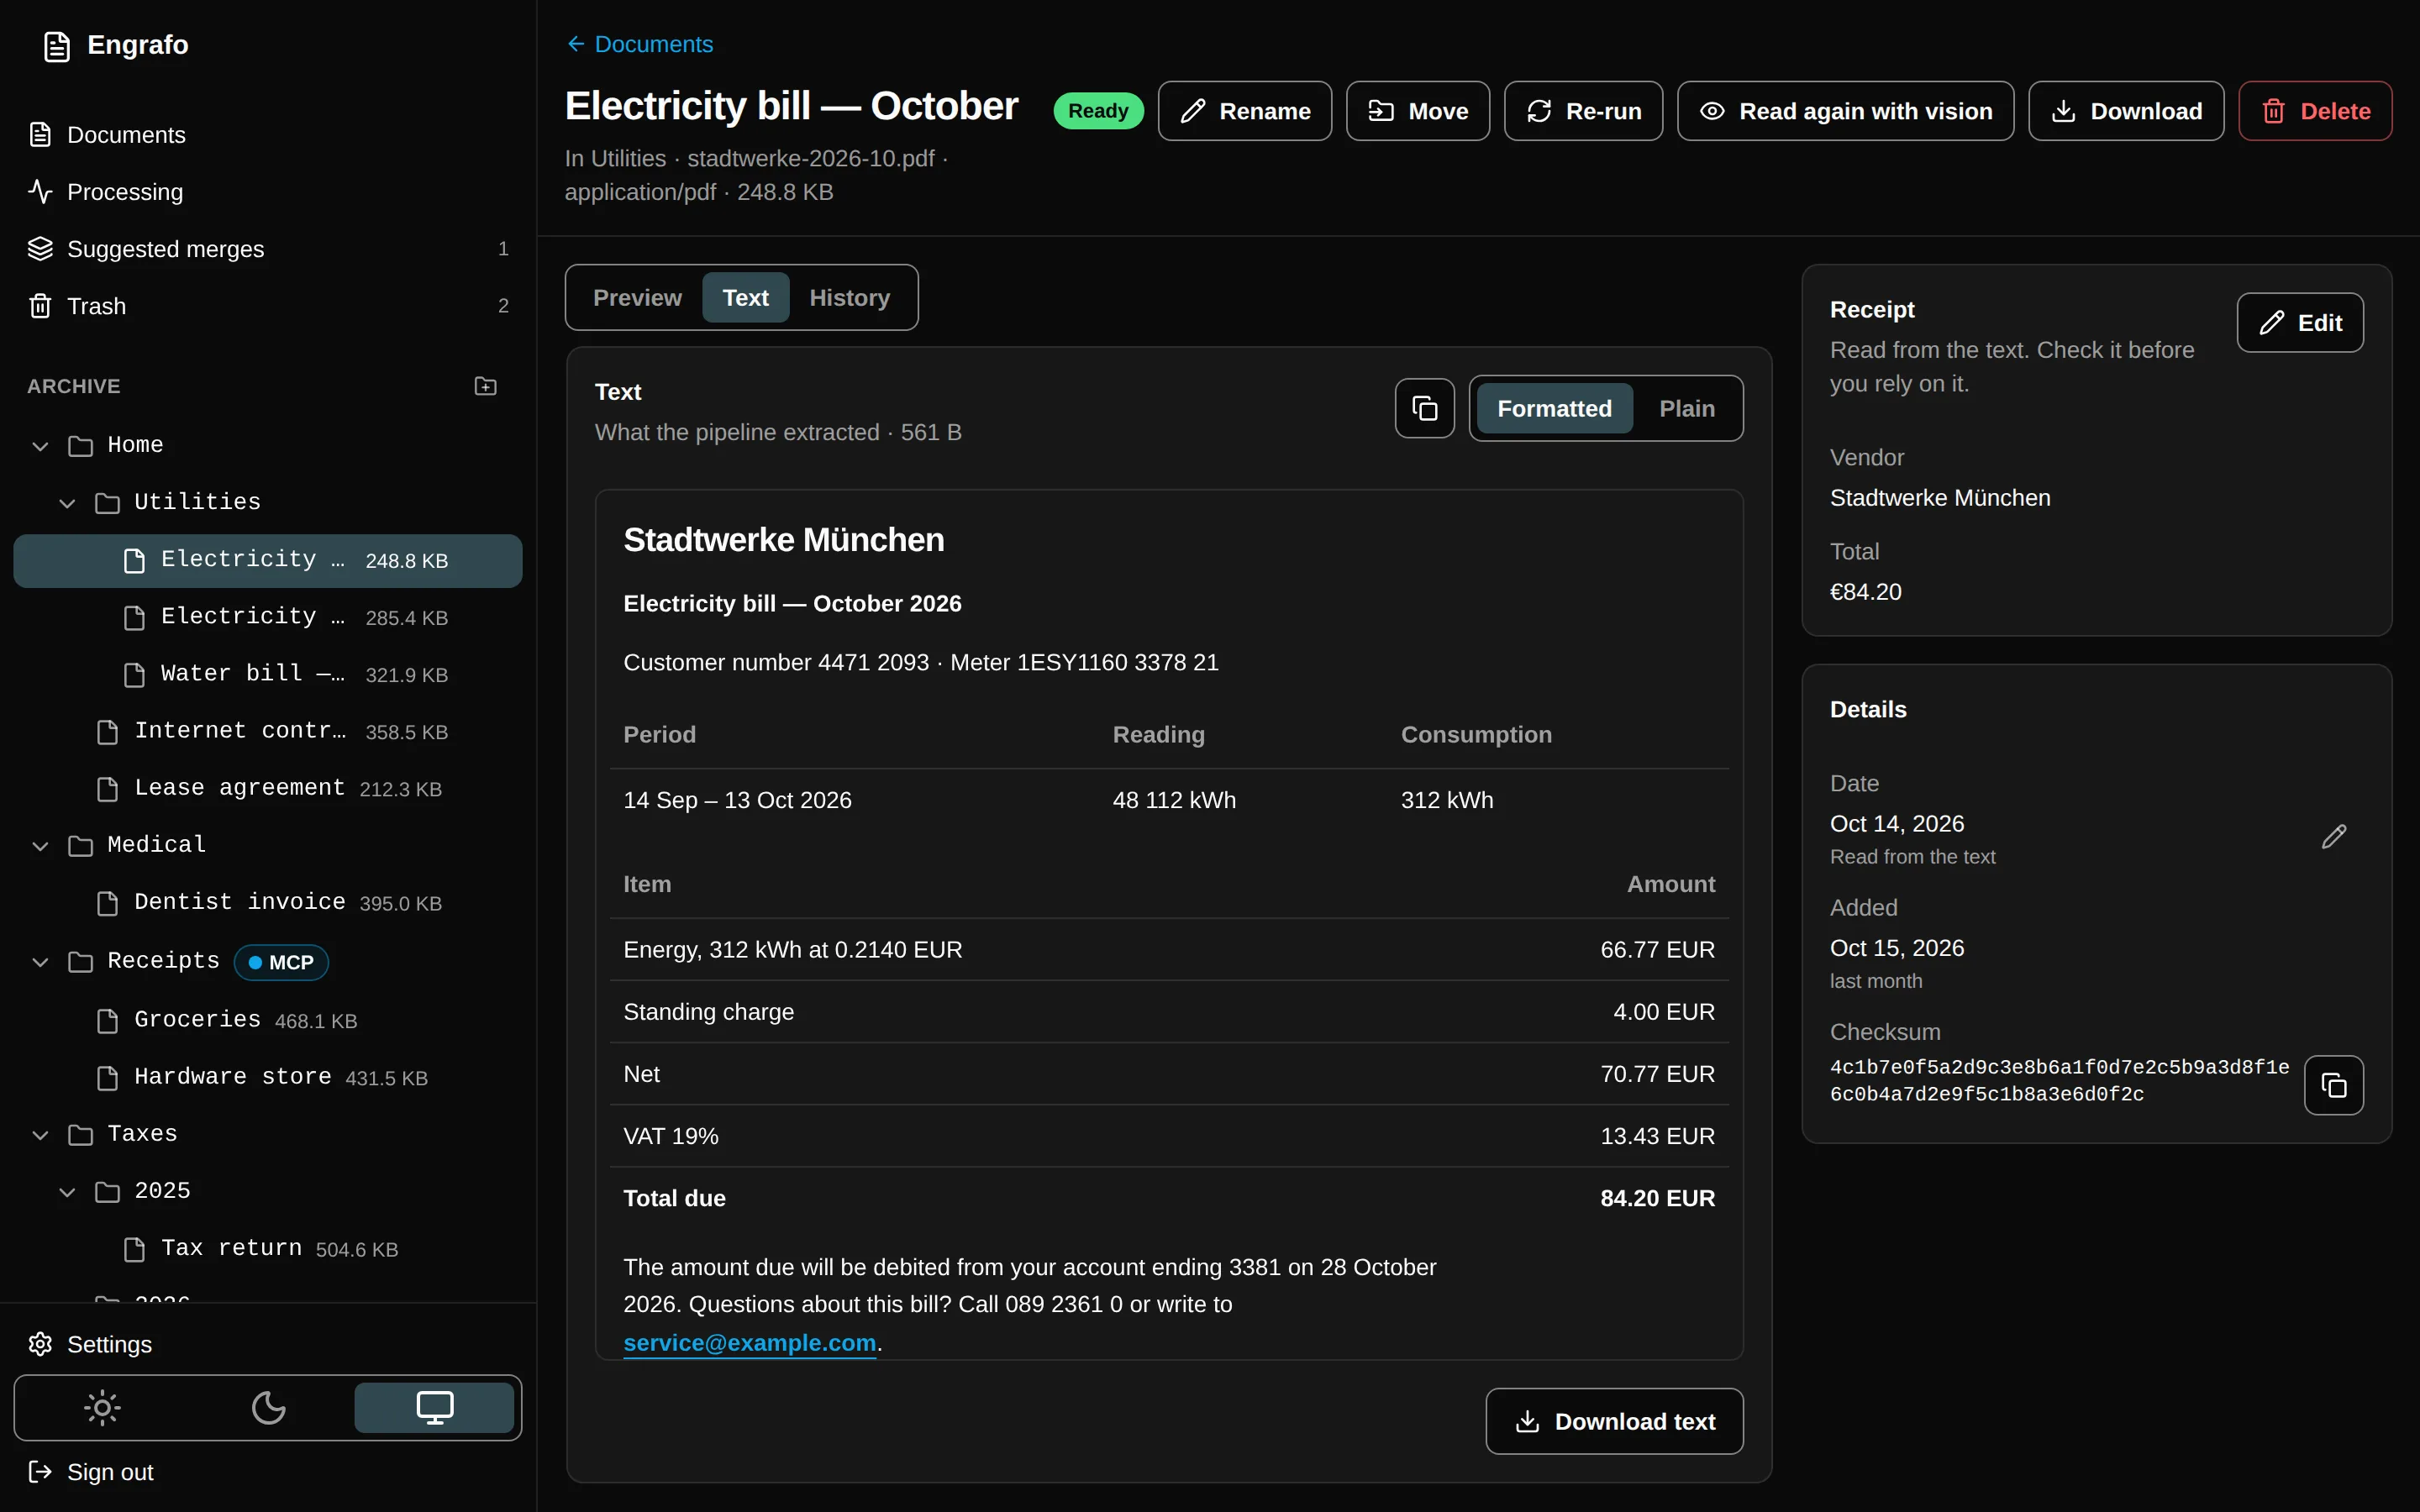 Engrafo
Documents
Processing
Suggested merges 1
Trash 2
ARCHIVE
Home
Utilities
Electricity … 248.8 KB
Electricity … 285.4 KB
Water bill —… 321.9 KB
Internet contr… 358.5 KB
Lease agreement 212.3 KB
Medical
Dentist invoice 395.0 KB
Receipts MCP
Groceries 468.1 KB
Hardware store 431.5 KB
Taxes
2025
Tax return 504.6 KB
Settings
Sign out
Documents
Electricity bill — October
Ready Rename Move Re-run Read again with vision Download Delete
In Utilities · stadtwerke-2026-10.pdf ·
application/pdf · 248.8 KB
Preview Text History
Text
What the pipeline extracted · 561 B
Formatted Plain
Stadtwerke München
Electricity bill — October 2026
Customer number 4471 2093 · Meter 1ESY1160 3378 21
Period Reading Consumption
14 Sep – 13 Oct 2026 48 112 kWh 312 kWh
Item Amount
Energy, 312 kWh at 0.2140 EUR 66.77 EUR
Standing charge 4.00 EUR
Net 70.77 EUR
VAT 19% 13.43 EUR
Total due 84.20 EUR
The amount due will be debited from your account ending 3381 on 28 October
2026. Questions about this bill? Call 089 2361 0 or write to
service@example.com.
Download text
Receipt
Edit
Read from the text. Check it before
you rely on it.
Vendor
Stadtwerke München
Total
€84.20
Details
Date
Oct 14, 2026
Read from the text
Added
Oct 15, 2026
last month
Checksum
4c1b7e0f5a2d9c3e8b6a1f0d7e2c5b9a3d8f1e
6c0b4a7d2e9f5c1b8a3e6d0f2c